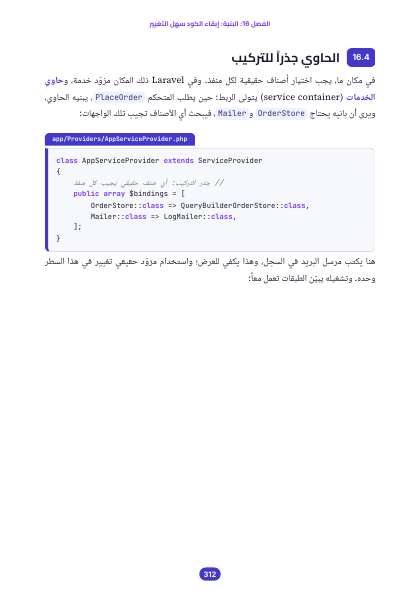 الفصل 16: البنية: إبقاء الكود سهل التغيير
16.4 الحاوي جذراً للتركيب
في مكان ما، يجب اختيار أصناف حقيقية لكل منفذ. وفي Laravel ذلك المكان مزوّد خدمة، وحاوي
الخدمات (service container) يتولى الربط: حين يطلب المتحكم PlaceOrder، يبنيه الحاوي،
ويرى أن بانيه يحتاج OrderStore و Mailer، فيبحث أي الأصناف تجيب تلك الواجهات:
app/Providers/AppServiceProvider.php
class AppServiceProvider extends ServiceProvider
{
// جذر التركيب: أي صنف حقيقي يجيب كل منفذ
public array $bindings = [
OrderStore::class => QueryBuilderOrderStore::class,
Mailer::class => LogMailer::class,
];
}
هنا يكتب مرسل البريد في السجل، وهذا يكفي للعرض؛ واستخدام مزوّد حقيقي تغيير في هذا السطر
وحده. وتشغيله يبيّن الطبقات تعمل معاً:
312